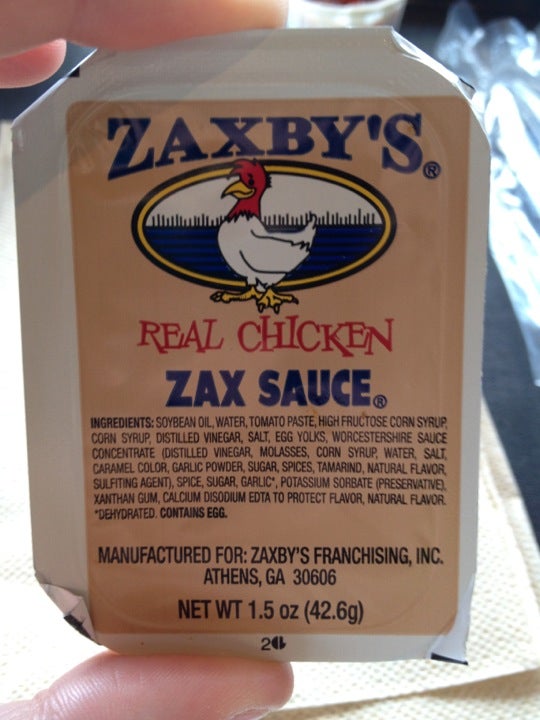 ZAXBY'S®
REAL CHICKEN
ZAX SAUCE®
INGREDIENTS: SOYBEAN OIL, WATER, TOMATO PASTE, HIGH FRUCTOSE CORN SYRUP,
CORN SYRUP, DISTILLED VINEGAR, SALT, EGG YOLKS, WORCESTERSHIRE SAUCE
CONCENTRATE (DISTILLED VINEGAR, MOLASSES, CORN SYRUP, WATER, SALT,
CARAMEL COLOR, GARLIC POWDER, SUGAR, SPICES, TAMARIND, NATURAL FLAVOR,
SULFITING AGENT), SPICE, SUGAR, GARLIC*, POTASSIUM SORBATE (PRESERVATIVE),
XANTHAN GUM, CALCIUM DISODIUM EDTA TO PROTECT FLAVOR, NATURAL FLAVOR.
*DEHYDRATED. CONTAINS EGG.
MANUFACTURED FOR: ZAXBY'S FRANCHISING, INC.
ATHENS, GA 30606
NET WT 1.5 oz (42.6g)
2